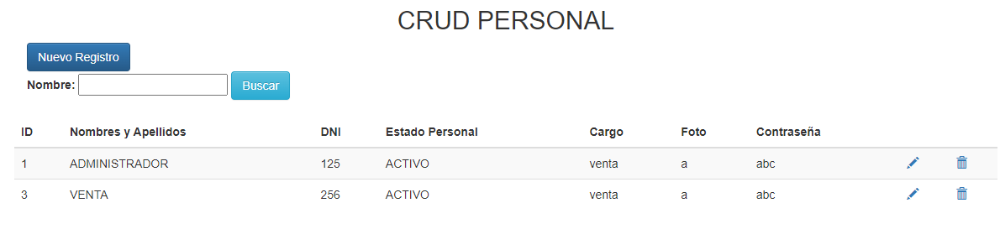 CRUD PERSONAL
Nuevo Registro
Nombre: Buscar
ID Nombres y Apellidos DNI Estado Personal Cargo Foto Contraseña
1 ADMINISTRADOR 125 ACTIVO venta a abc
3 VENTA 256 ACTIVO venta a abc